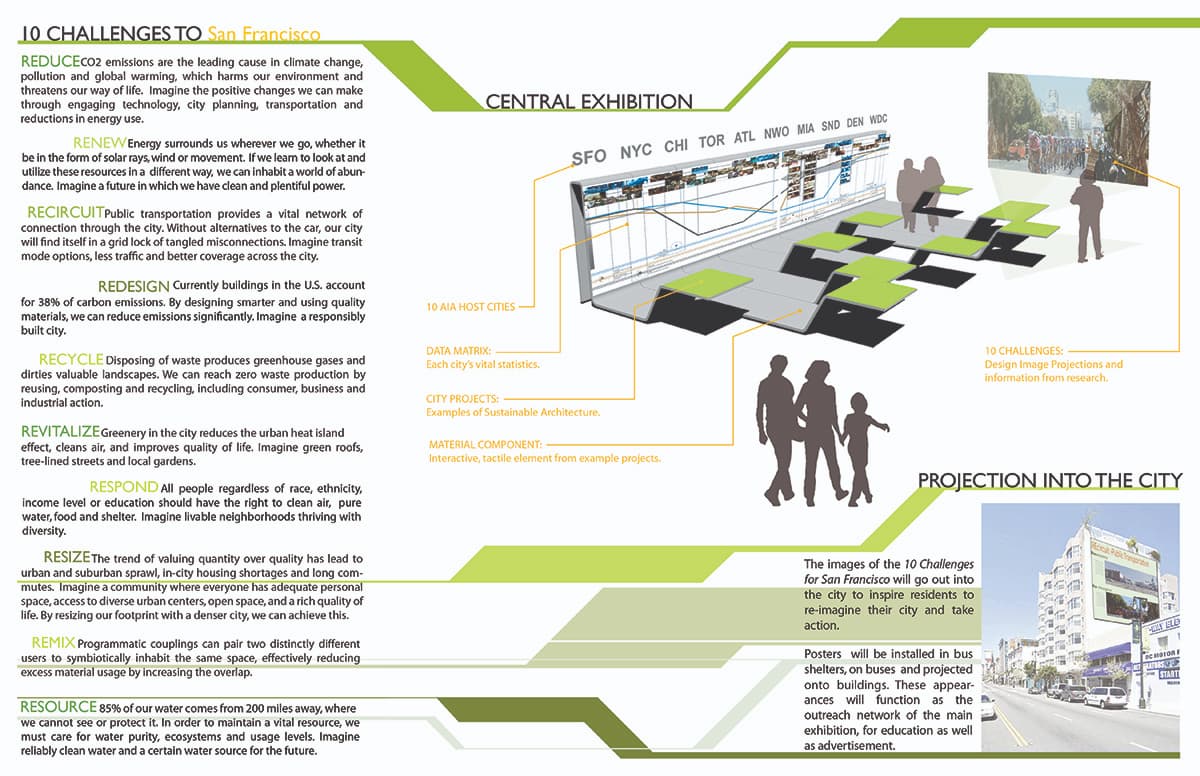 10 CHALLENGES TO San Francisco
REDUCE CO2 emissions are the leading cause in climate change,
pollution and global warming, which harms our environment and
threatens our way of life. Imagine the positive changes we can make
through engaging technology, city planning, transportation and
reductions in energy use.
RENEW Energy surrounds us wherever we go, whether it
be in the form of solar rays, wind or movement. If we learn to look at and
utilize these resources in a different way, we can inhabit a world of abun-
dance. Imagine a future in which we have clean and plentiful power.
RECIRCUIT Public transportation provides a vital network of
connection through the city. Without alternatives to the car, our city
will find itself in a grid lock of tangled misconnections. Imagine transit
mode options, less traffic and better coverage across the city.
REDESIGN Currently buildings in the U.S. account
for 38% of carbon emissions. By designing smarter and using quality
materials, we can reduce emissions significantly. Imagine a responsibly
built city.
RECYCLE Disposing of waste produces greenhouse gases and
dirties valuable landscapes. We can reach zero waste production by
reusing, composting and recycling, including consumer, business and
industrial action.
REVITALIZE Greenery in the city reduces the urban heat island
effect, cleans air, and improves quality of life. Imagine green roofs,
tree-lined streets and local gardens.
RESPOND All people regardless of race, ethnicity,
income level or education should have the right to clean air, pure
water, food and shelter. Imagine livable neighborhoods thriving with
diversity.
RESIZE The trend of valuing quantity over quality has lead to
urban and suburban sprawl, in-city housing shortages and long com-
mutes. Imagine a community where everyone has adequate personal
space, access to diverse urban centers, open space, and a rich quality of
life. By resizing our footprint with a denser city, we can achieve this.
REMIX Programmatic couplings can pair two distinctly different
users to symbiotically inhabit the same space, effectively reducing
excess material usage by increasing the overlap.
RESOURCE 85% of our water comes from 200 miles away, where
we cannot see or protect it. In order to maintain a vital resource, we
must care for water purity, ecosystems and usage levels. Imagine
reliably clean water and a certain water source for the future.
CENTRAL EXHIBITION
SFO NYC CHI TOR ATL NWO MIA SND DEN WDC
10 AIA HOST CITIES
DATA MATRIX:
Each city's vital statistics.
CITY PROJECTS:
Examples of Sustainable Architecture.
MATERIAL COMPONENT:
Interactive, tactile element from example projects.
10 CHALLENGES:
Design Image Projections and
information from research.
PROJECTION INTO THE CITY
The images of the 10 Challenges
for San Francisco will go out into
the city to inspire residents to
re-imagine their city and take
action.
Posters will be installed in bus
shelters, on buses and projected
onto buildings. These appear-
ances will function as the
outreach network of the main
exhibition, for education as well
as advertisement.